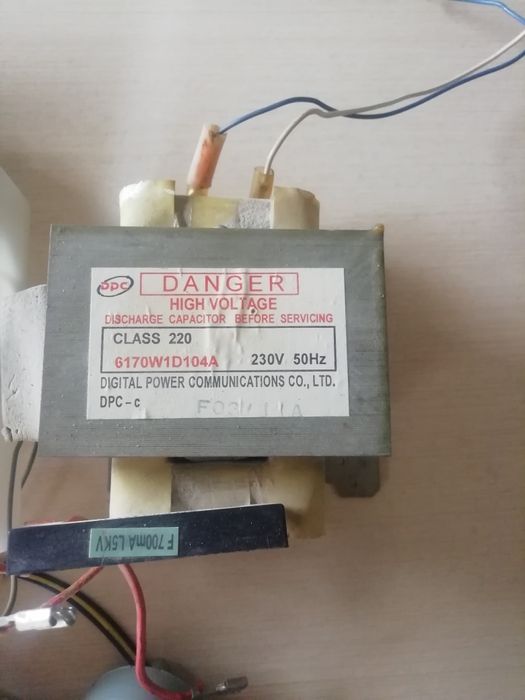 DPC
DANGER
HIGH VOLTAGE
DISCHARGE CAPACITOR BEFORE SERVICING
CLASS 220
6170W1D104A 230V 50Hz
DIGITAL POWER COMMUNICATIONS CO., LTD.
DPC-c
F 700mA L5KV